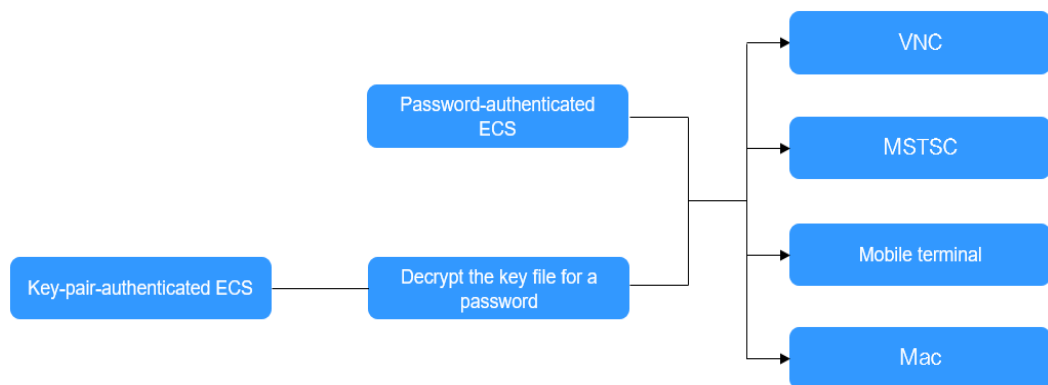 VNC
Password-authenticated
ECS
MSTSC
Mobile terminal
Key-pair-authenticated ECS
Decrypt the key file for a
password
Mac